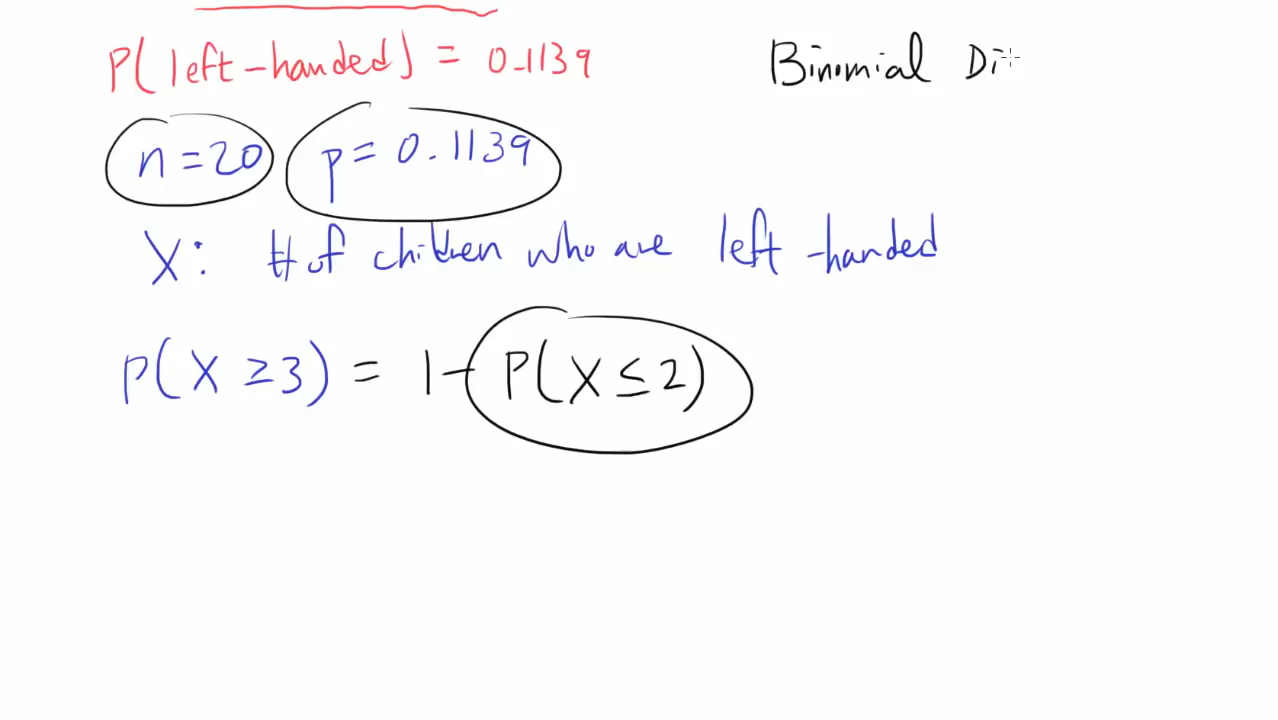 P(left-handed) = 0.1139
Binomial Di
n=20 p= 0.1139
X: # of children who are left-handed
P(X ≥3) = 1- P(X ≤ 2)